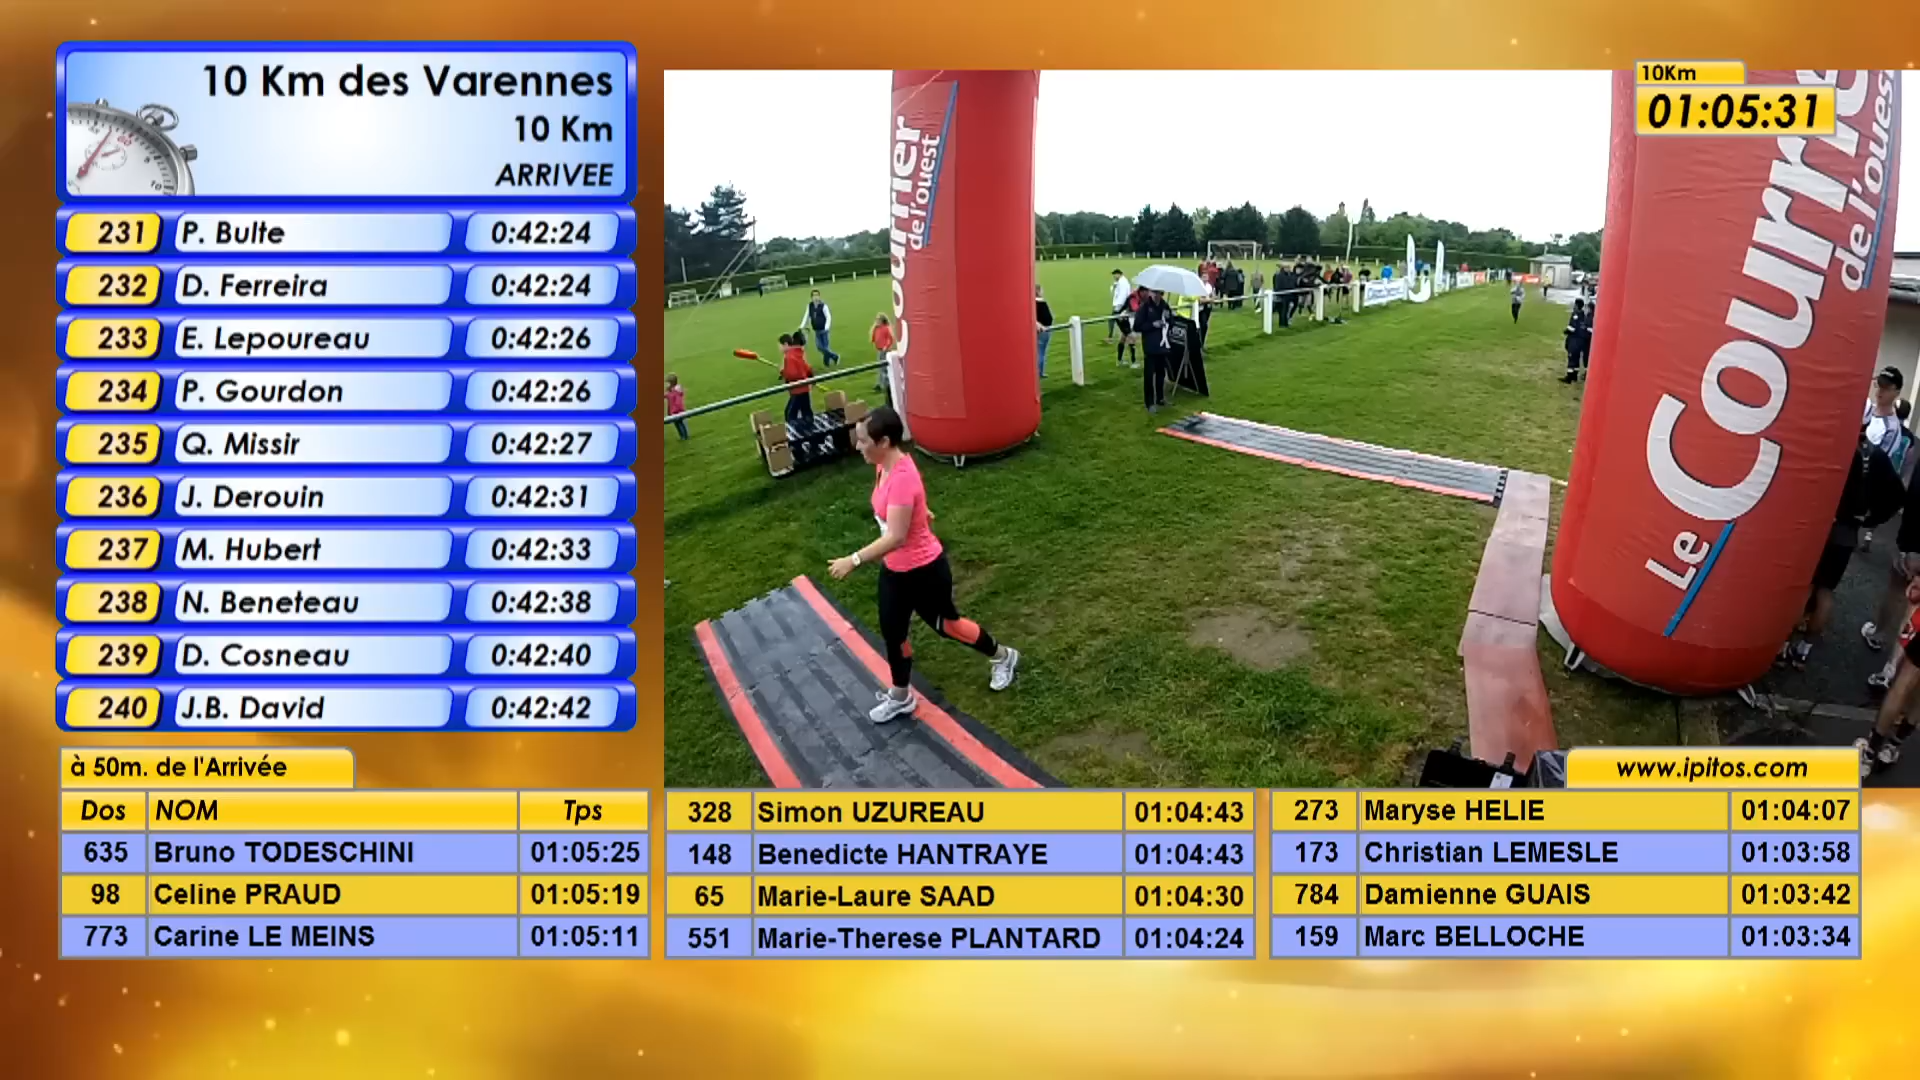 10 Km des Varennes
10 Km
ARRIVEE
231 P. Bulte 0:42:24
232 D. Ferreira 0:42:24
233 E. Lepoureau 0:42:26
234 P. Gourdon 0:42:26
235 Q. Missir 0:42:27
236 J. Derouin 0:42:31
237 M. Hubert 0:42:33
238 N. Beneteau 0:42:38
239 D. Cosneau 0:42:40
240 J.B. David 0:42:42
10Km
01:05:31
Courrier
de l'ouest
Le Courrie
de l'ouest
à 50m. de l'Arrivée
www.ipitos.com
Dos NOM Tps
635 Bruno TODESCHINI 01:05:25
98 Celine PRAUD 01:05:19
773 Carine LE MEINS 01:05:11
328 Simon UZUREAU 01:04:43
148 Benedicte HANTRAYE 01:04:43
65 Marie-Laure SAAD 01:04:30
551 Marie-Therese PLANTARD 01:04:24
273 Maryse HELIE 01:04:07
173 Christian LEMESLE 01:03:58
784 Damienne GUAIS 01:03:42
159 Marc BELLOCHE 01:03:34